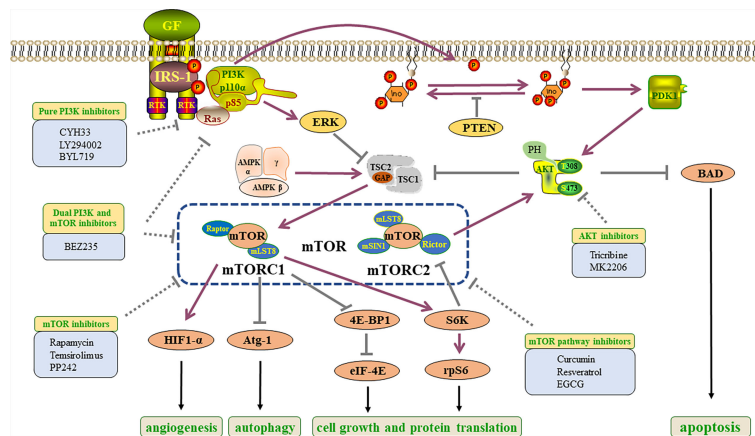 GF
IRS-1
RTK
RTK
P
P
P
PI3K
p110α
p85
Ras
P
Ino
P
P
Ino
P
P
P
PDK1
PTEN
Pure PI3K inhibitors
CYH33
LY294002
BYL719
ERK
AMPK
α
γ
AMPK β
TSC2
GAP
TSC1
PH
AKT
308
S473
BAD
Dual PI3K and
mTOR inhibitors
BEZ235
Raptor
mTOR
mLST8
mTORC1
mTOR
mLST8
mTOR
mSIN1
Rictor
mTORC2
AKT inhibitors
Tricribine
MK2206
mTOR inhibitors
Rapamycin
Temsirolimus
PP242
HIF1-α
Atg-1
4E-BP1
S6K
eIF-4E
rpS6
mTOR pathway inhibitors
Curcumin
Resveratrol
EGCG
angiogenesis
autophagy
cell growth and protein translation
apoptosis